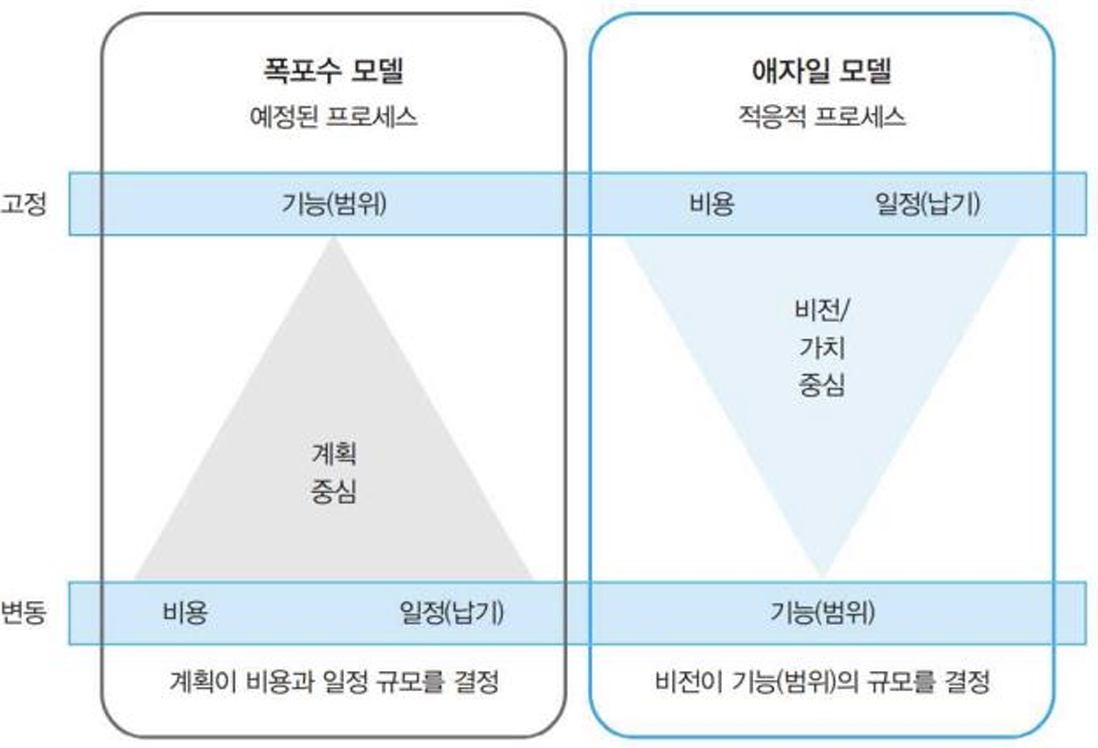 폭포수 모델
예정된 프로세스
애자일 모델
적응적 프로세스
고정
기능(범위)
비용
일정(납기)
비전/
가치
중심
계획
중심
변동
비용
일정(납기)
기능(범위)
계획이 비용과 일정 규모를 결정
비전이 기능(범위)의 규모를 결정